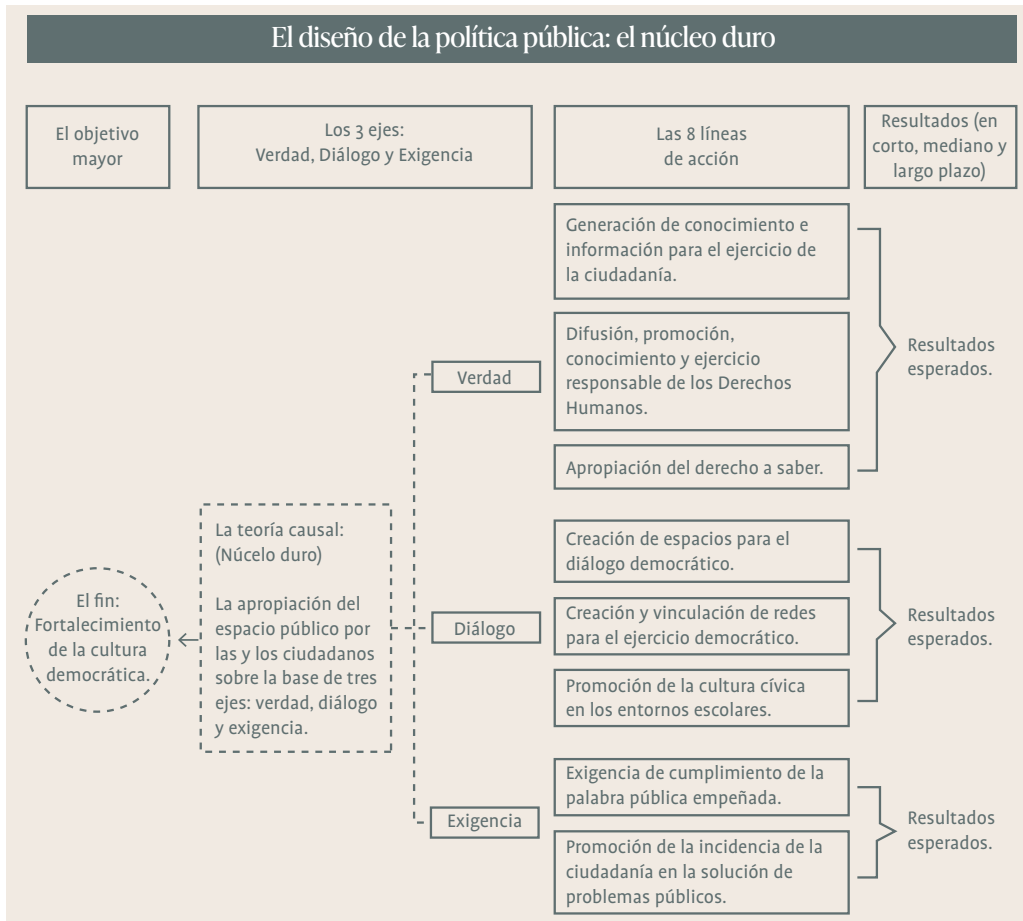 El diseño de la política pública: el núcleo duro
El objetivo
mayor
Los 3 ejes:
Verdad, Diálogo y Exigencia
Las 8 líneas
de acción
Resultados (en
corto, mediano y
largo plazo)
Generación de conocimiento e
información para el ejercicio de
la ciudadanía.
Difusión, promoción,
conocimiento y ejercicio
responsable de los Derechos
Humanos.
Apropiación del derecho a saber.
Verdad
Resultados
esperados.
El fin:
Fortalecimiento
de la cultura
democrática.
La teoría causal:
(Núcelo duro)
La apropiación del
espacio público por
las y los ciudadanos
sobre la base de tres
ejes: verdad, diálogo
y exigencia.
Diálogo
Creación de espacios para el
diálogo democrático.
Creación y vinculación de redes
para el ejercicio democrático.
Promoción de la cultura cívica
en los entornos escolares.
Resultados
esperados.
Exigencia
Exigencia de cumplimiento de la
palabra pública empeñada.
Promoción de la incidencia de la
ciudadanía en la solución de
problemas públicos.
Resultados
esperados.